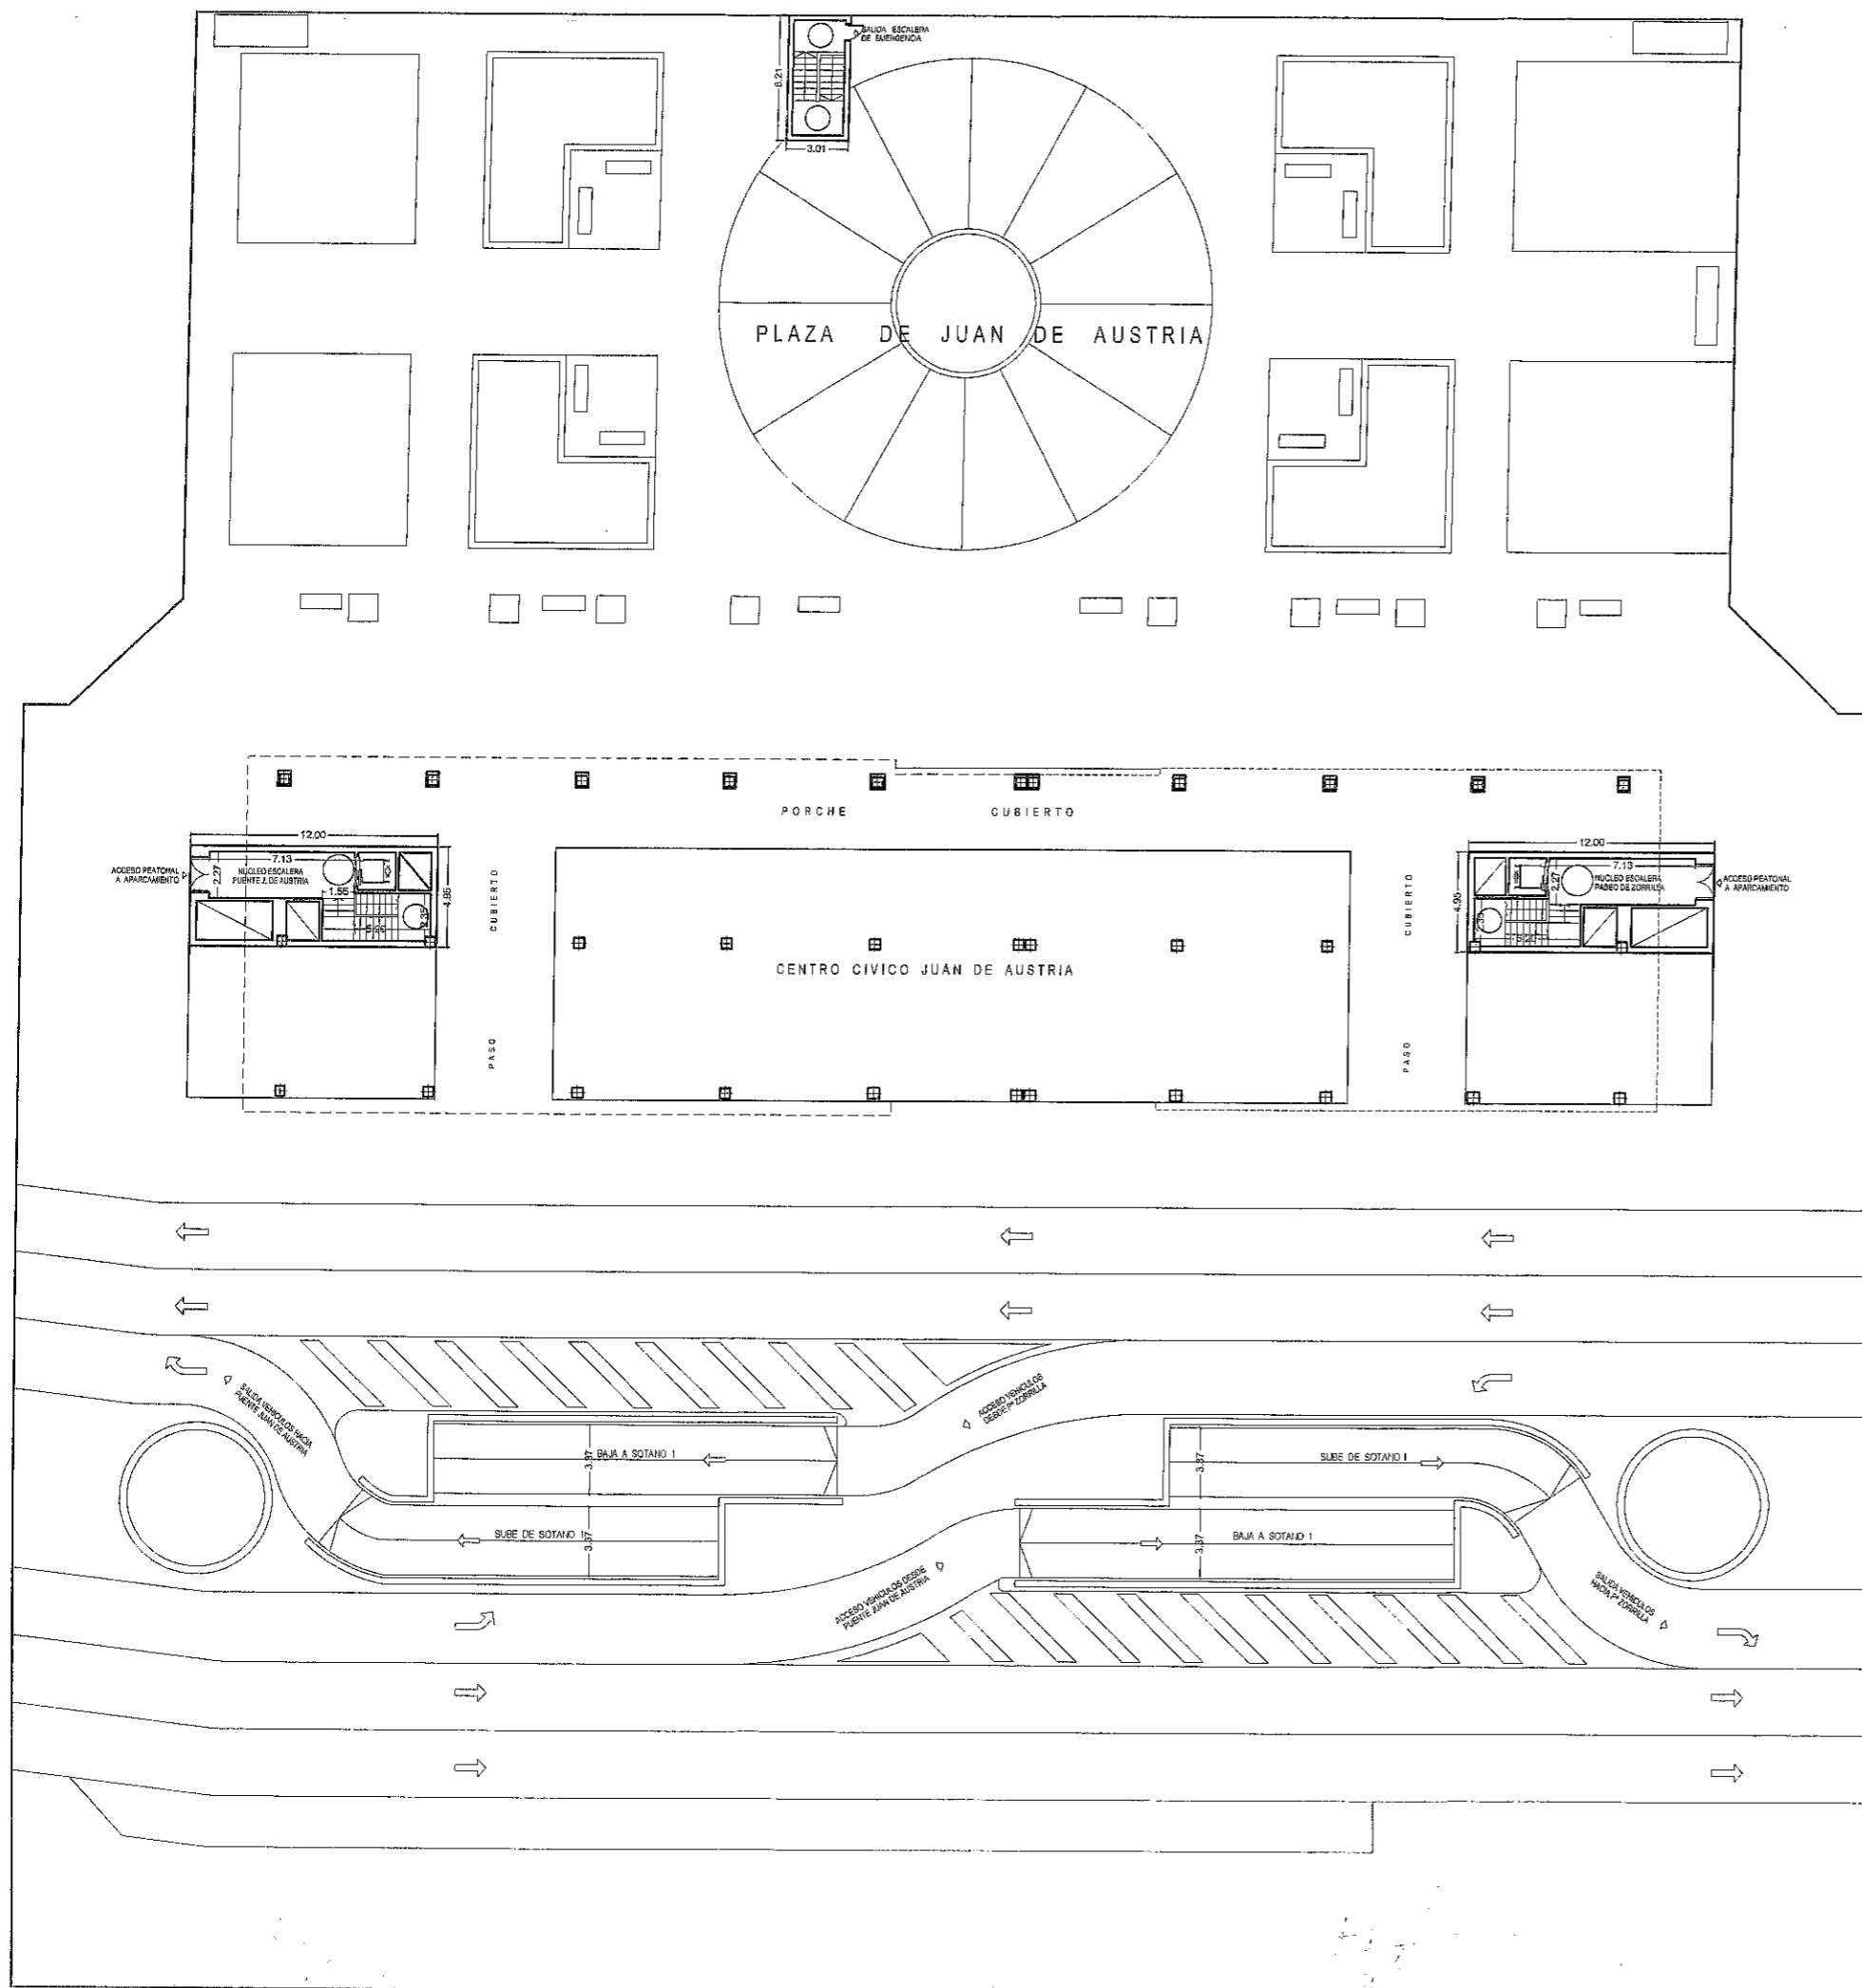 SALIDA ESCALERA
DE EMERGENCIA
6.21
3.01
PLAZA DE JUAN DE AUSTRIA
PORCHE CUBIERTO
12.00
7.13
2.27
NUCLEO ESCALERA
PUENTE J. DE AUSTRIA
1.55
4.95
ACCESO PEATONAL
A APARCAMIENTO
CUBIERTO
PASO
CENTRO CIVICO JUAN DE AUSTRIA
CUBIERTO
PASO
12.00
7.13
2.27
NUCLEO ESCALERA
PASEO DE ZORRILLA
4.95
ACCESO PEATONAL
A APARCAMIENTO
SALIDA VEHICULOS HACIA
PUENTE JUAN DE AUSTRIA
ACCESO VEHICULOS
DESDE Pº ZORRILLA
BAJA A SOTANO 1
3.37
SUBE DE SOTANO 1
3.37
SUBE DE SOTANO 1
3.37
BAJA A SOTANO 1
3.37
ACCESO VEHICULOS DESDE
PUENTE JUAN DE AUSTRIA
SALIDA VEHICULOS
HACIA Pº ZORRILLA